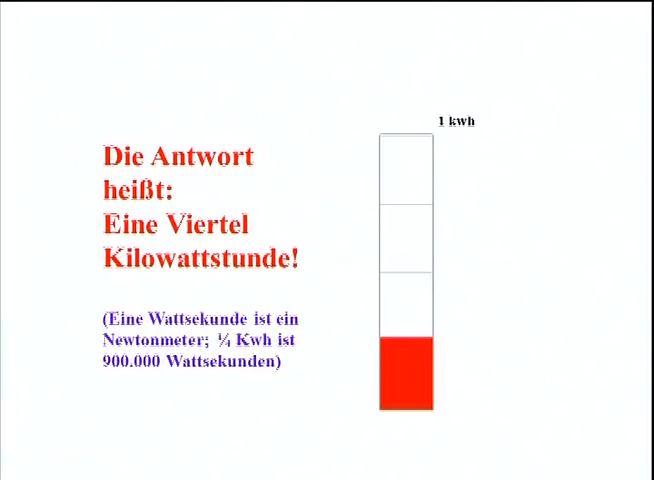 1 kwh
Die Antwort
heißt:
Eine Viertel
Kilowattstunde!
(Eine Wattsekunde ist ein
Newtonmeter; ¼ Kwh ist
900.000 Wattsekunden)